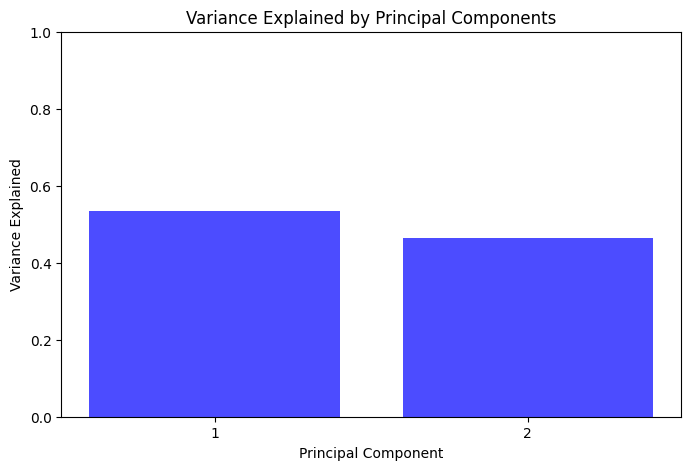 Variance Explained by Principal Components
1.0
0.8
0.6
0.4
0.2
0.0
Variance Explained
1 2
Principal Component